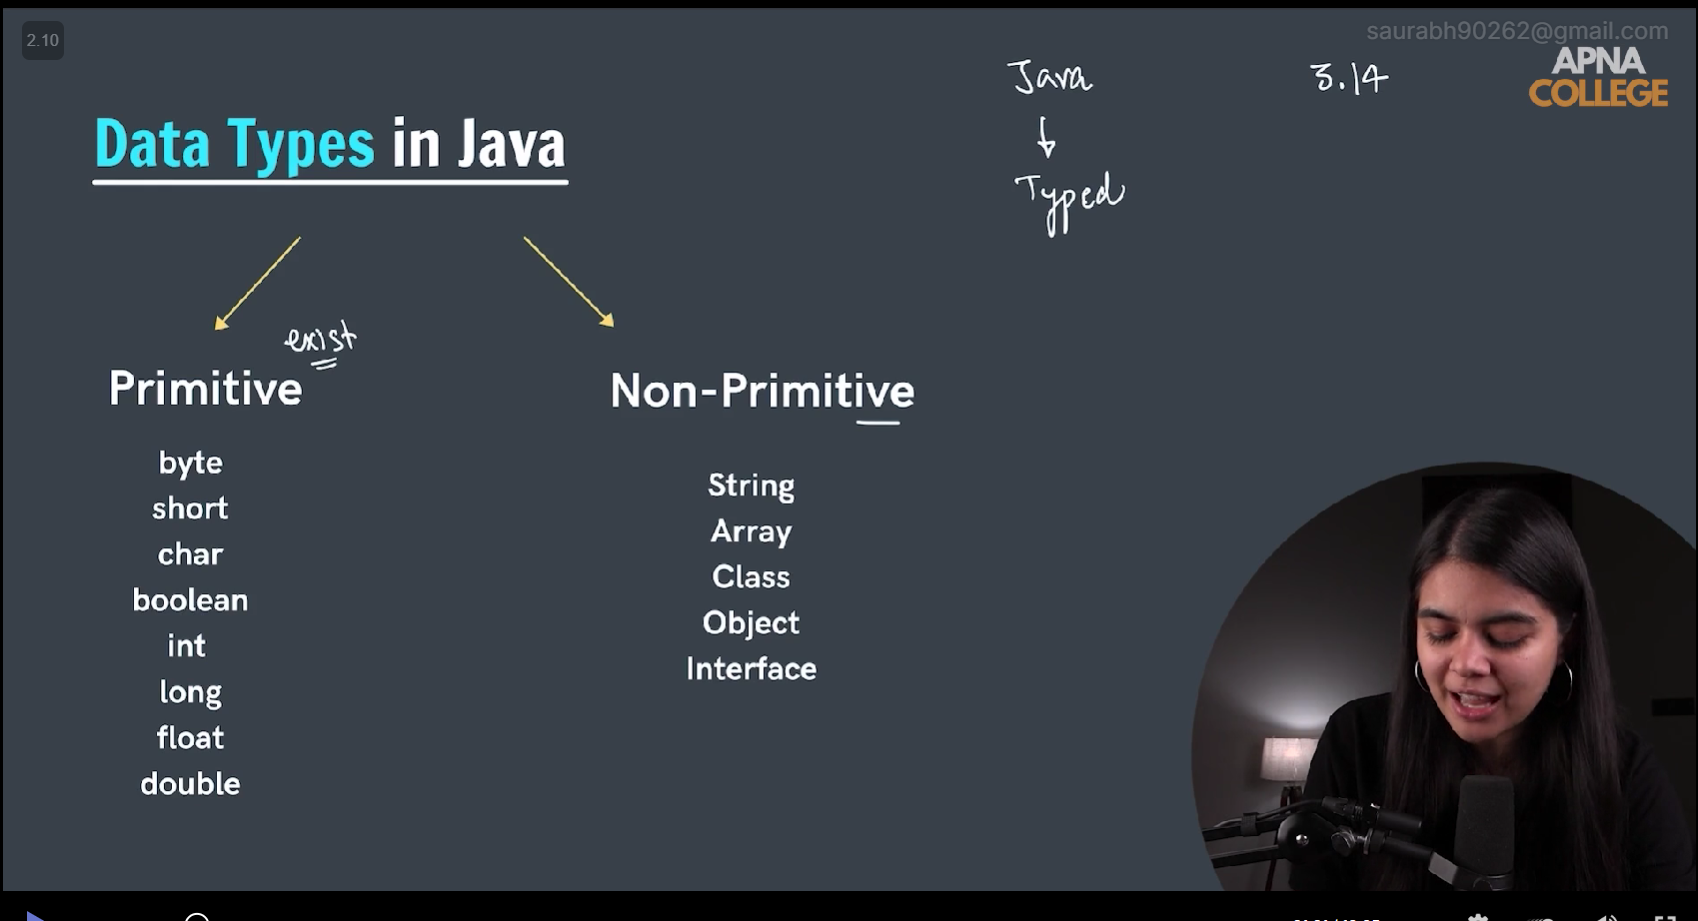 2.10
saurabh90262@gmail.com
APNA
COLLEGE
Java
3.14
Typed
Data Types in Java
exist
Primitive
byte
short
char
boolean
int
long
float
double
Non-Primitive
String
Array
Class
Object
Interface